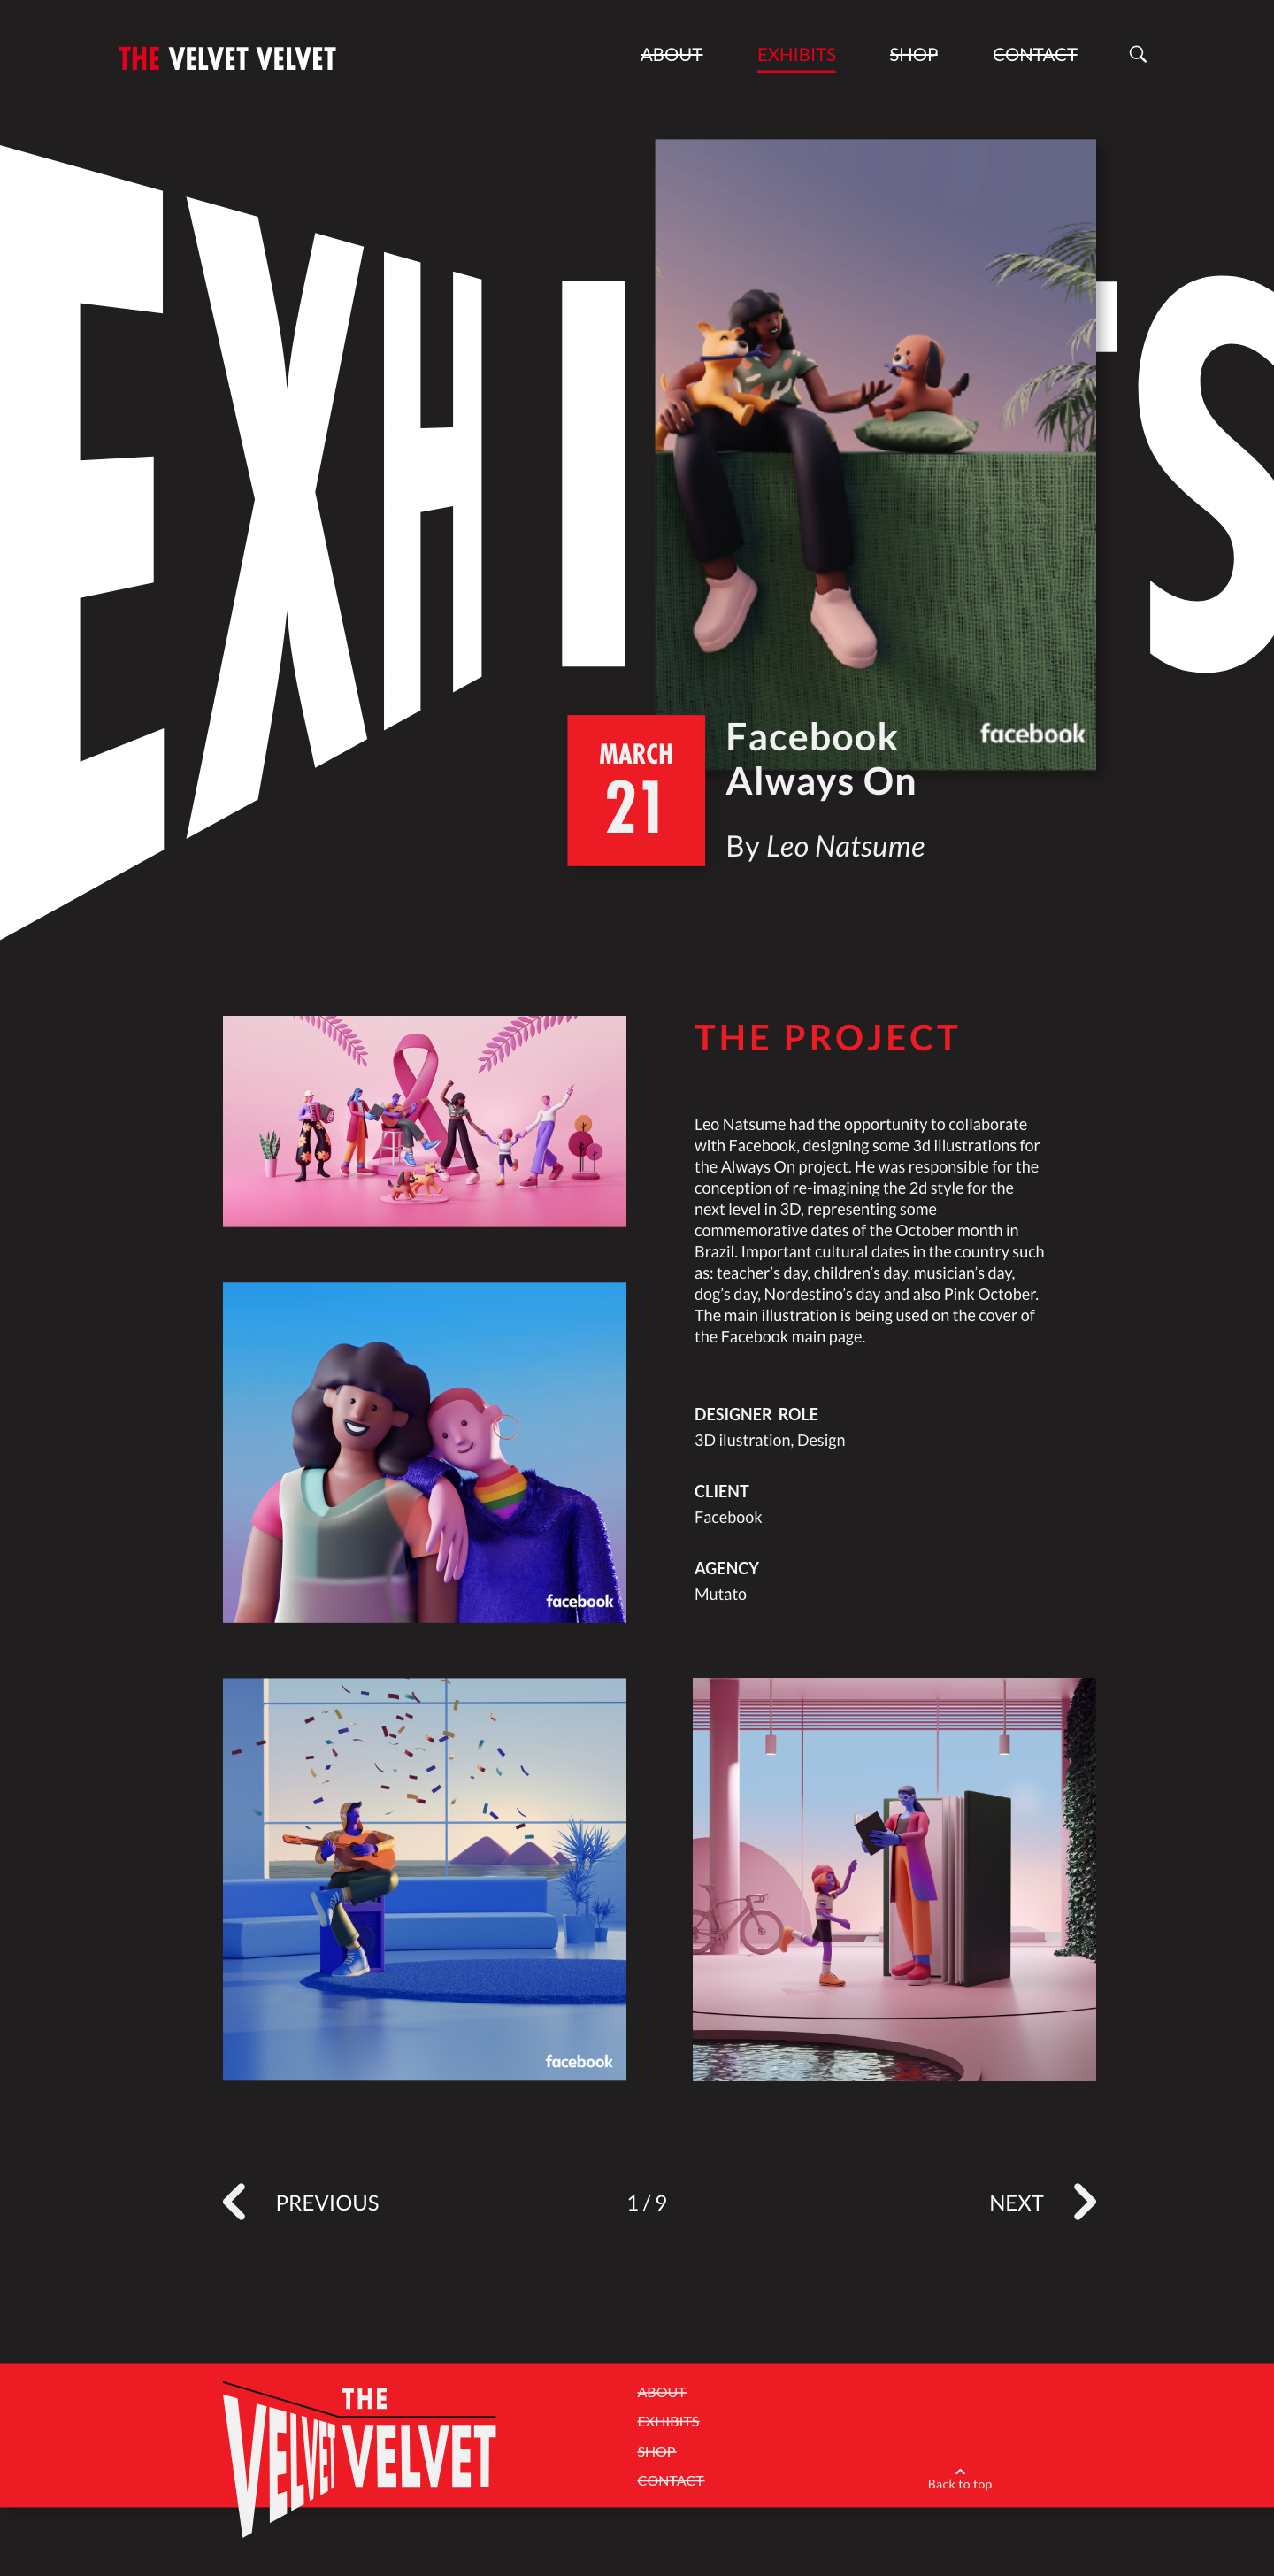 THE VELVET VELVET
ABOUT EXHIBITS SHOP CONTACT
EXHI TS
facebook
MARCH
21
Facebook
Always On
By Leo Natsume
THE PROJECT
Leo Natsume had the opportunity to collaborate
with Facebook, designing some 3d illustrations for
the Always On project. He was responsible for the
conception of re-imagining the 2d style for the
next level in 3D, representing some
commemorative dates of the October month in
Brazil. Important cultural dates in the country such
as: teacher's day, children's day, musician's day,
dog's day, Nordestino's day and also Pink October.
The main illustration is being used on the cover of
the Facebook main page.
DESIGNER ROLE
3D ilustration, Design
CLIENT
Facebook
AGENCY
Mutato
facebook
facebook
PREVIOUS
1 / 9
NEXT
THE
VELVET VELVET
ABOUT
EXHIBITS
SHOP
CONTACT
Back to top